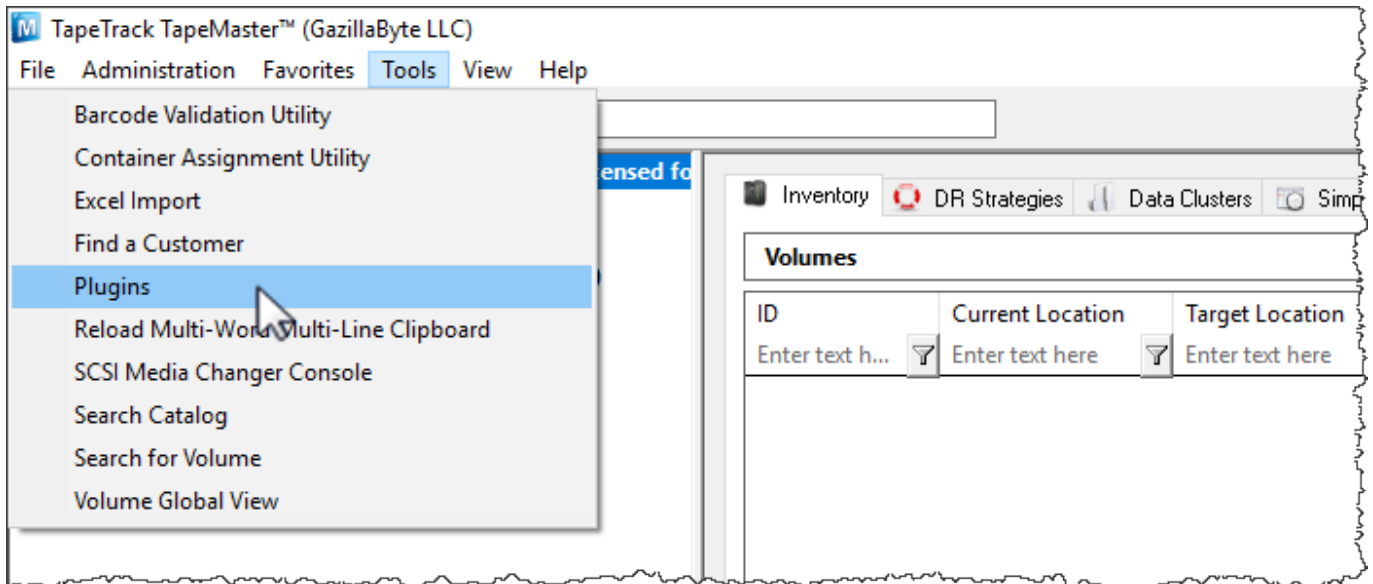 TapeTrack TapeMaster™ (GazillaByte LLC)
File Administration Favorites Tools View Help
Barcode Validation Utility
Container Assignment Utility
Excel Import
Find a Customer
Plugins
Reload Multi-Word Multi-Line Clipboard
SCSI Media Changer Console
Search Catalog
Search for Volume
Volume Global View
ensed fo
Inventory DR Strategies Data Clusters Simp
Volumes
ID Current Location Target Location
Enter text h... Enter text here Enter text here